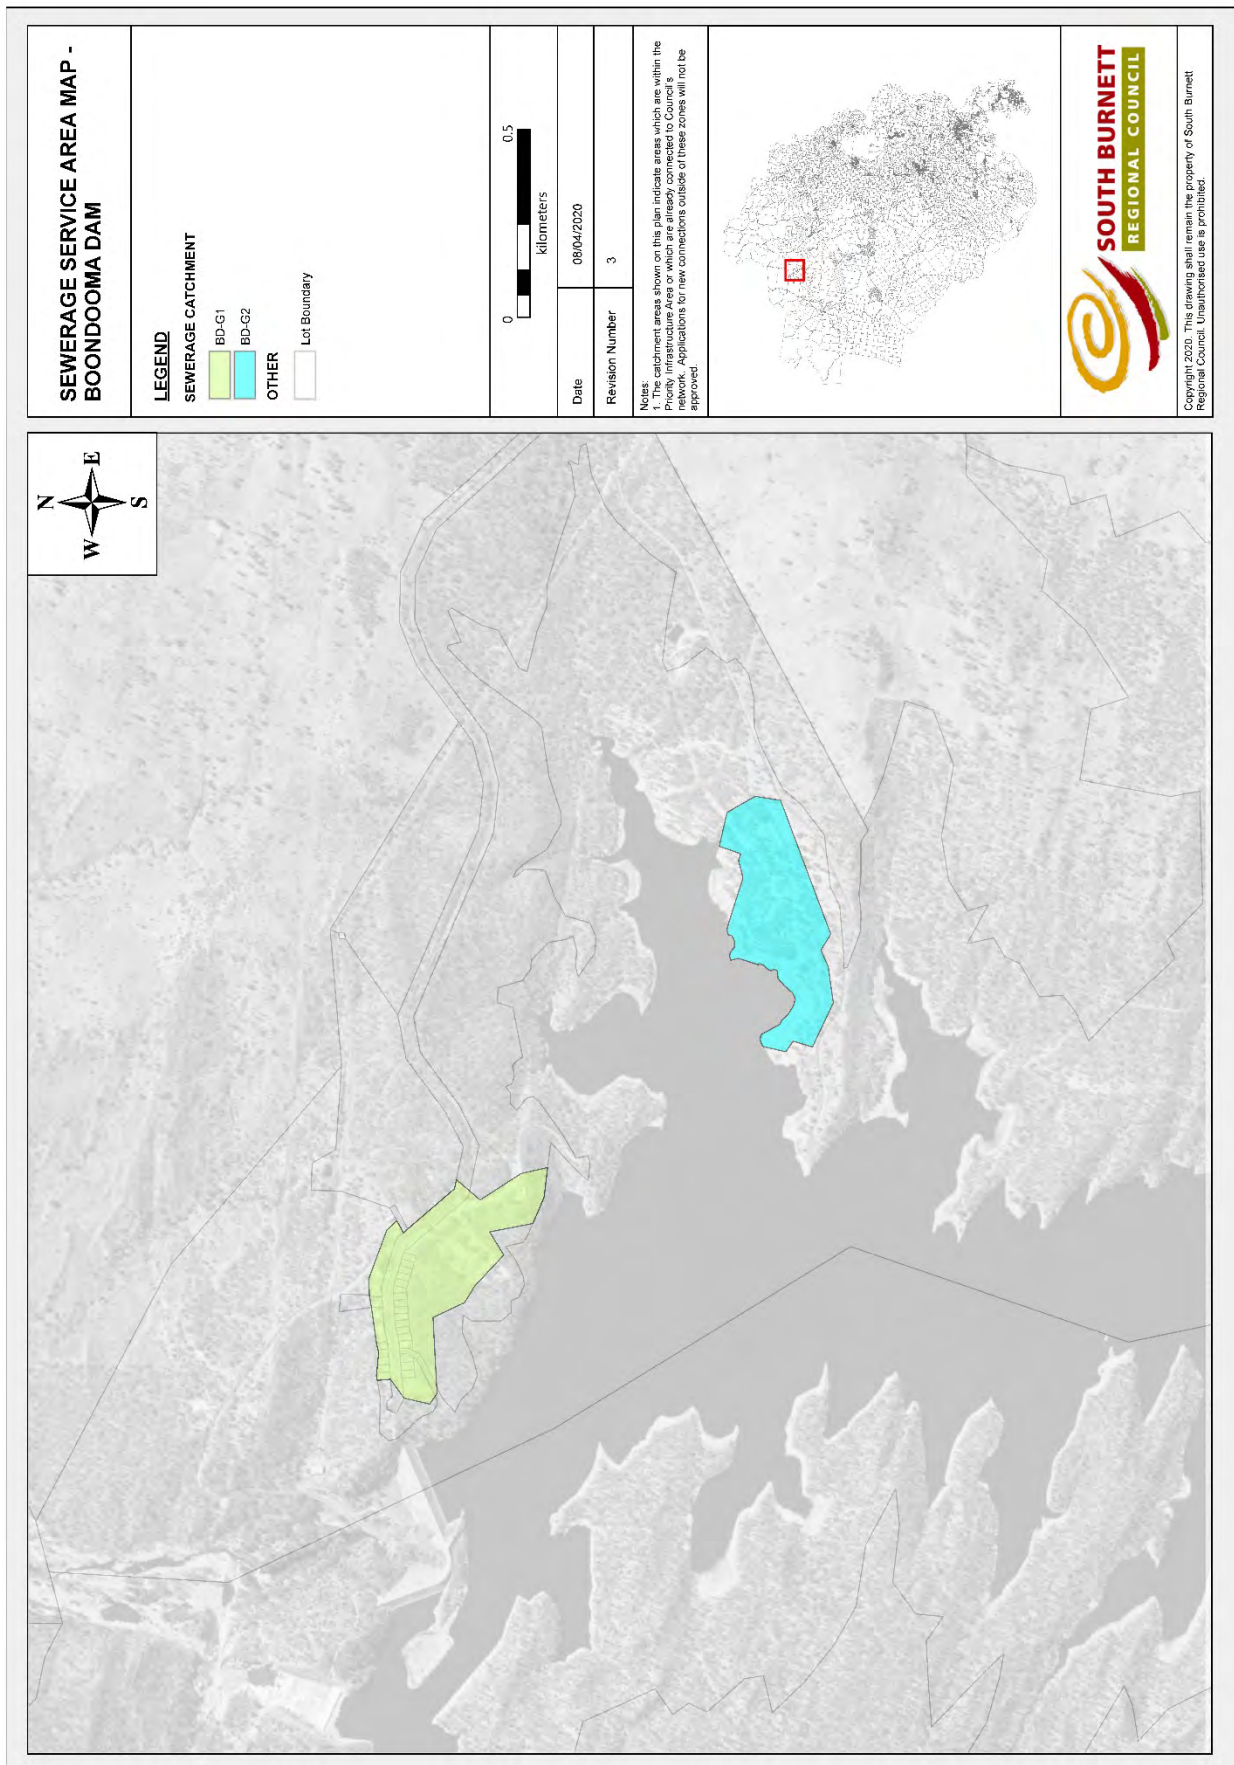 SEWERAGE SERVICE AREA MAP -
BOONDOOMA DAM
LEGEND
SEWERAGE CATCHMENT
BD-G1
BD-G2
OTHER
Lot Boundary
0 0.5
kilometers
Date 08/04/2020
Revision Number 3
Notes:
1. The catchment areas shown on this plan indicate areas which are within the
Priority Infrastructure Area or which are already connected to Council's
network. Applications for new connections outside of these zones will not be
approved.
SOUTH BURNETT
REGIONAL COUNCIL
Copyright 2020. This drawing shall remain the property of South Burnett
Regional Council. Unauthorised use is prohibited.
N
W E
S